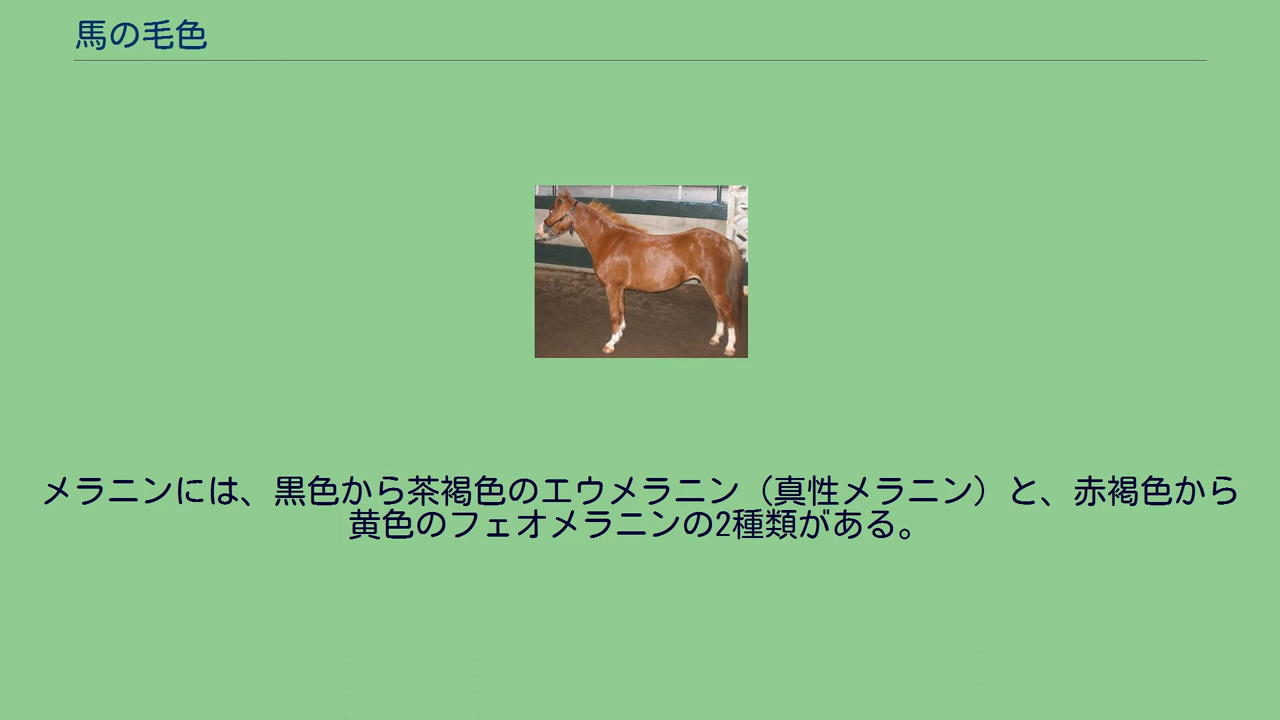 馬の毛色
メラニンには、黒色から茶褐色のエウメラニン（真性メラニン）と、赤褐色から
黄色のフェオメラニンの2種類がある。